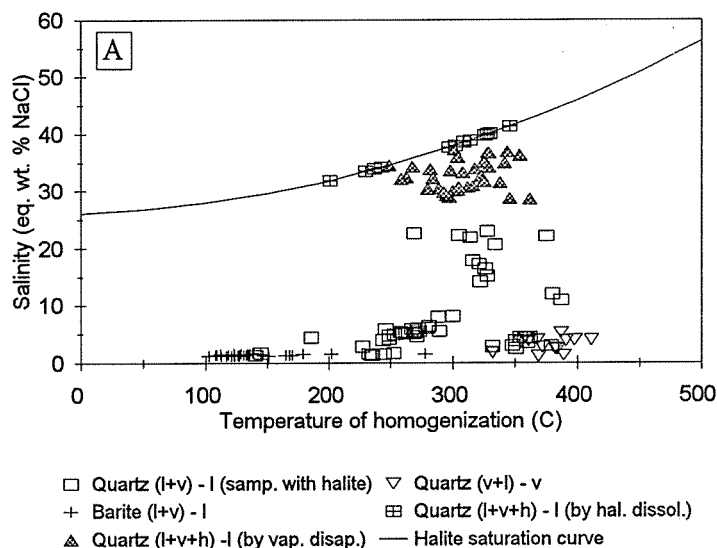 A
60
50
40
30
20
10
0
Salinity (eq. wt. % NaCl)
0 100 200 300 400 500
Temperature of homogenization (C)
Quartz (l+v) - l (samp. with halite)
Quartz (v+l) - v
Barite (l+v) - l
Quartz (l+v+h) - l (by hal. dissol.)
Quartz (l+v+h) -l (by vap. disap.)
Halite saturation curve